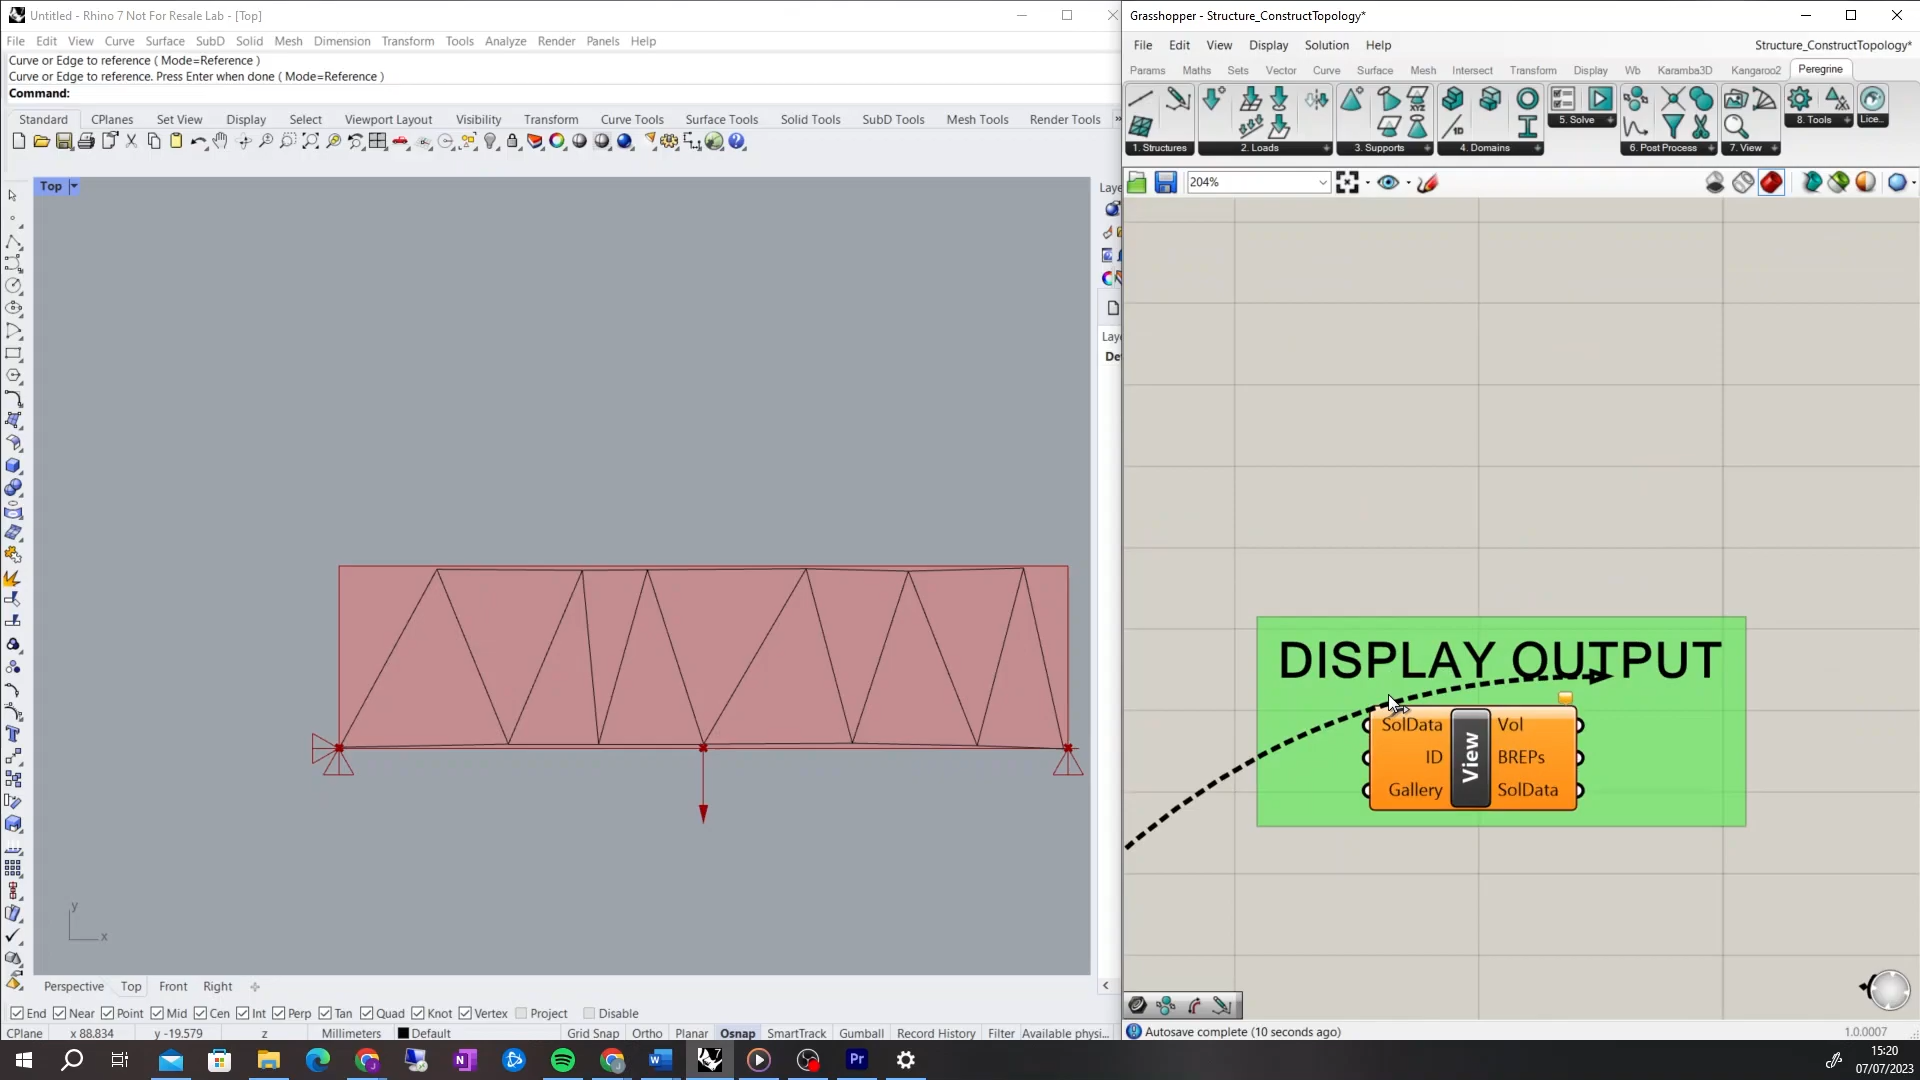 Untitled - Rhino 7 Not For Resale Lab - [Top]
File Edit View Curve Surface SubD Solid Mesh Dimension Transform Tools Analyze Render Panels Help
Curve or Edge to reference ( Mode=Reference )
Curve or Edge to reference. Press Enter when done ( Mode=Reference )
Command:
Standard CPlanes Set View Display Select Viewport Layout Visibility Transform Curve Tools Surface Tools Solid Tools SubD Tools Mesh Tools Render Tools »
Top
Laye
Laye
De
y
x
Perspective Top Front Right
End Near Point Mid Cen Int Perp Tan Quad Knot Vertex Project Disable
CPlane x 88.834 y -19.579 z Millimeters Default Grid Snap Ortho Planar Osnap SmartTrack Gumball Record History Filter Available physi...
Grasshopper - Structure_ConstructTopology*
File Edit View Display Solution Help Structure_ConstructTopology*
Params Maths Sets Vector Curve Surface Mesh Intersect Transform Display Wb Karamba3D Kangaroo2 Peregrine
XYZ
1D
1. Structures 2. Loads 3. Supports 4. Domains 5. Solve 6. Post Process 7. View 8. Tools Lice...
204%
DISPLAY OUTPUT
SolData View Vol
ID BREPs
Gallery SolData
Autosave complete (10 seconds ago) 1.0.0007
15:20
07/07/2023